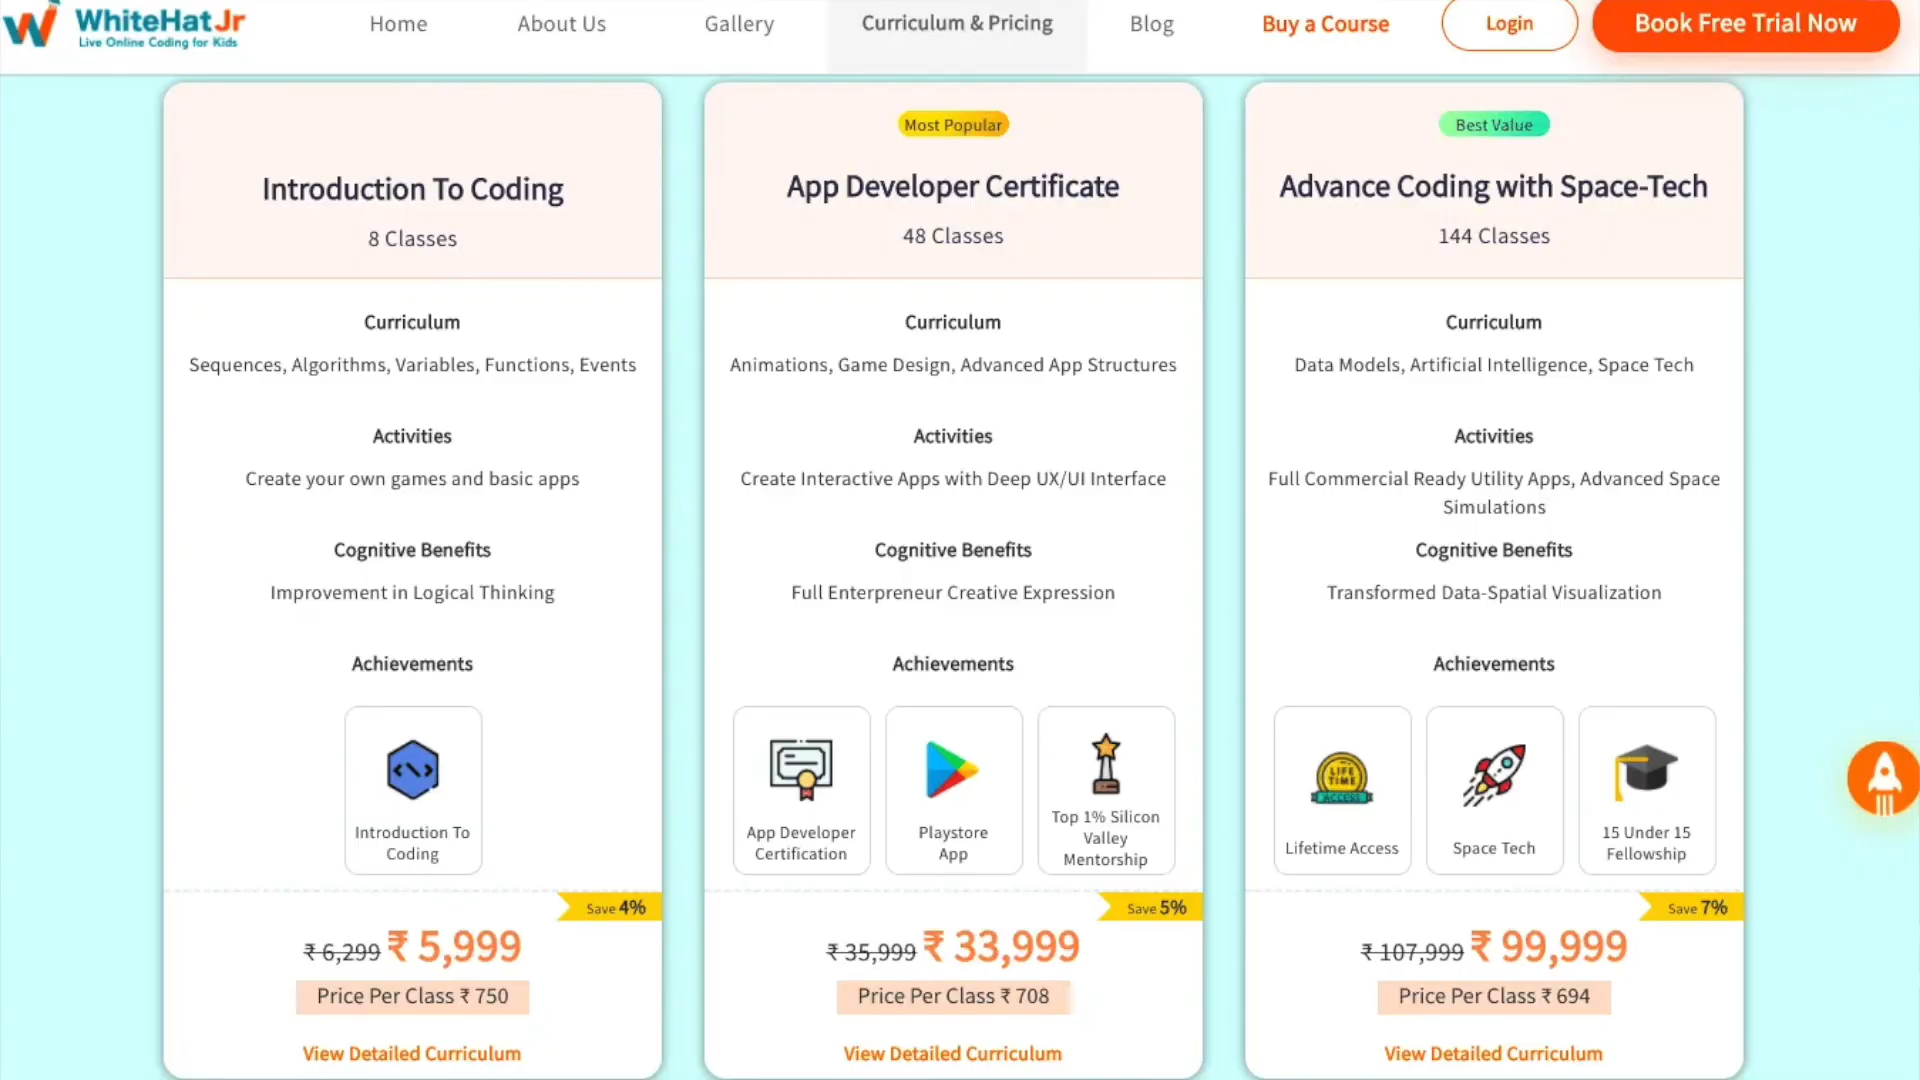 WhiteHat Jr
Live Online Coding for Kids
Home
About Us
Gallery
Curriculum & Pricing
Blog
Buy a Course
Login
Book Free Trial Now
Introduction To Coding
8 Classes
Curriculum
Sequences, Algorithms, Variables, Functions, Events
Activities
Create your own games and basic apps
Cognitive Benefits
Improvement in Logical Thinking
Achievements
Introduction To
Coding
Save 4%
₹ 6,299 ₹ 5,999
Price Per Class ₹ 750
View Detailed Curriculum
Most Popular
App Developer Certificate
48 Classes
Curriculum
Animations, Game Design, Advanced App Structures
Activities
Create Interactive Apps with Deep UX/UI Interface
Cognitive Benefits
Full Enterpreneur Creative Expression
Achievements
App Developer
Certification
Playstore
App
Top 1% Silicon
Valley
Mentorship
Save 5%
₹ 35,999 ₹ 33,999
Price Per Class ₹ 708
View Detailed Curriculum
Best Value
Advance Coding with Space-Tech
144 Classes
Curriculum
Data Models, Artificial Intelligence, Space Tech
Activities
Full Commercial Ready Utility Apps, Advanced Space
Simulations
Cognitive Benefits
Transformed Data-Spatial Visualization
Achievements
LIFE
TIME
ACCESS
Lifetime Access
Space Tech
15 Under 15
Fellowship
Save 7%
₹ 107,999 ₹ 99,999
Price Per Class ₹ 694
View Detailed Curriculum